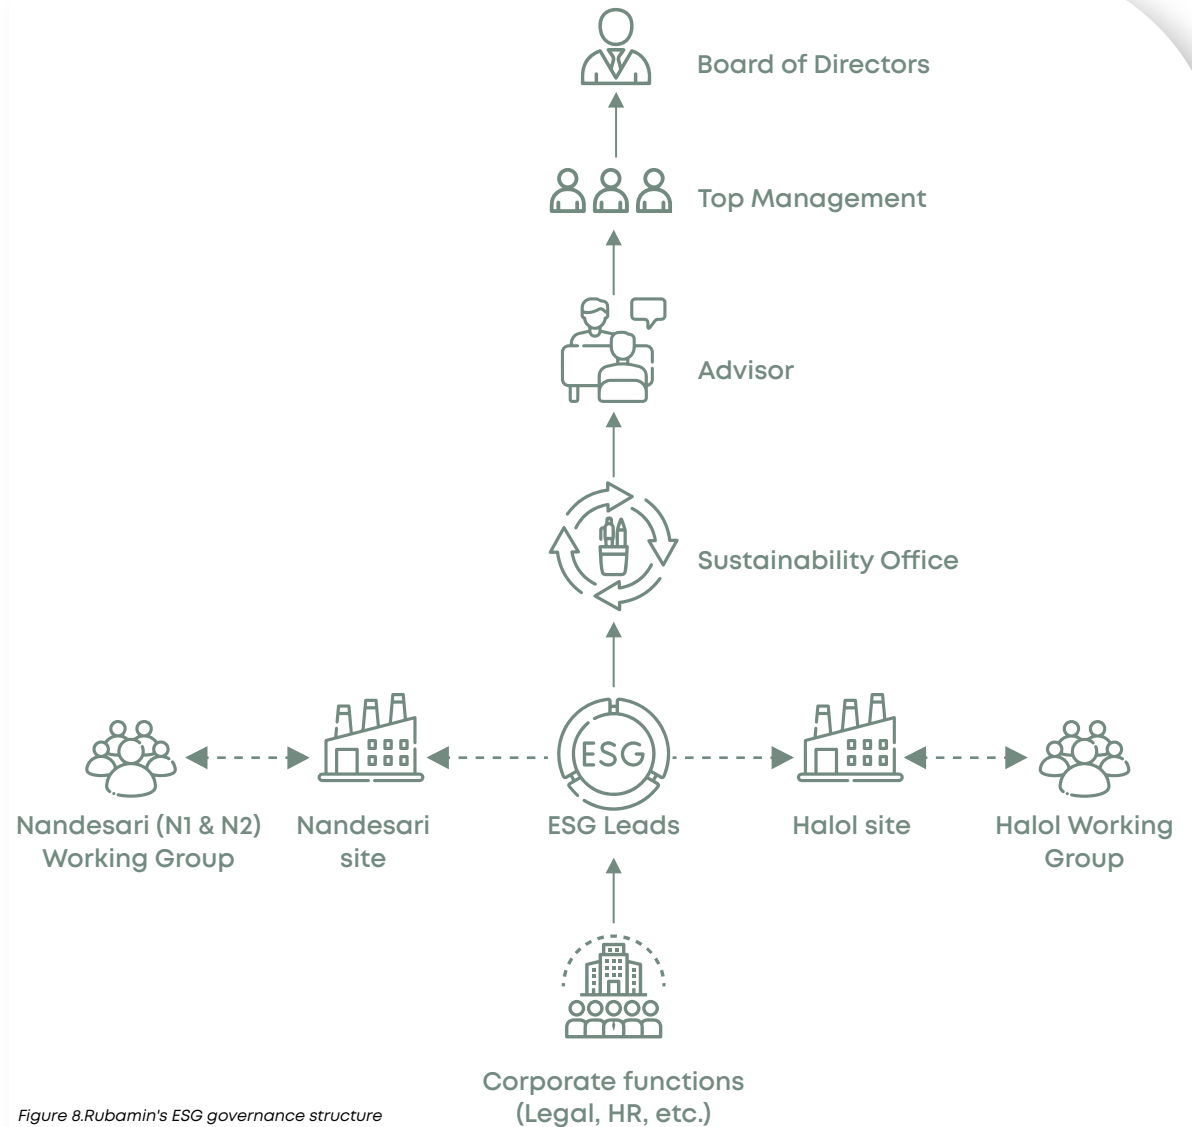 Board of Directors
Top Management
Advisor
Sustainability Office
ESG
Nandesari (N1 & N2)
Working Group
Nandesari
site
ESG Leads
Halol site
Halol Working
Group
Corporate functions
(Legal, HR, etc.)
Figure 8.Rubamin's ESG governance structure